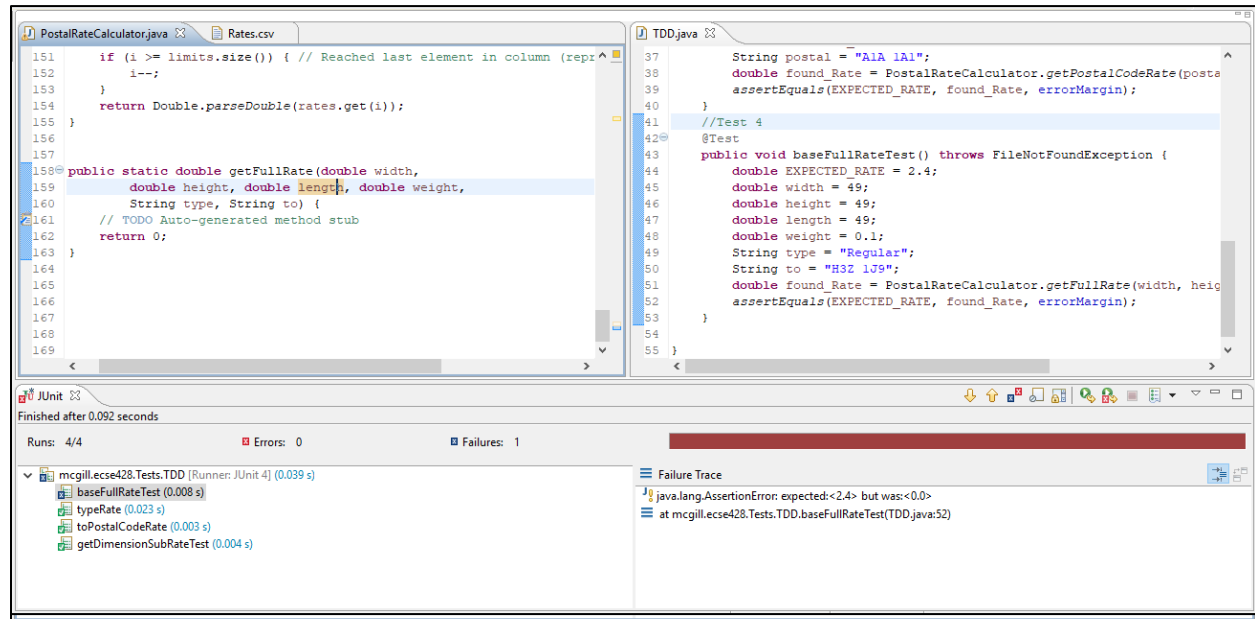 PostalRateCalculator.java Rates.csv
151 if (i >= limits.size()) { // Reached last element in column (repr
152 i--;
153 }
154 return Double.parseDouble(rates.get(i));
155 }
156
157
158 public static double getFullRate(double width,
159 double height, double length, double weight,
160 String type, String to) {
161 // TODO Auto-generated method stub
162 return 0;
163 }
164
165
166
167
168
169
TDD.java
37 String postal = "A1A 1A1";
38 double found_Rate = PostalRateCalculator.getPostalCodeRate(posta
39 assertEquals(EXPECTED_RATE, found_Rate, errorMargin);
40 }
41 //Test 4
42 @Test
43 public void baseFullRateTest() throws FileNotFoundException {
44 double EXPECTED_RATE = 2.4;
45 double width = 49;
46 double height = 49;
47 double length = 49;
48 double weight = 0.1;
49 String type = "Regular";
50 String to = "H3Z 1J9";
51 double found_Rate = PostalRateCalculator.getFullRate(width, heig
52 assertEquals(EXPECTED_RATE, found_Rate, errorMargin);
53 }
54
55 }
JUnit
Finished after 0.092 seconds
Runs: 4/4 Errors: 0 Failures: 1
mcgill.ecse428.Tests.TDD [Runner: JUnit 4] (0.039 s)
baseFullRateTest (0.008 s)
typeRate (0.023 s)
toPostalCodeRate (0.003 s)
getDimensionSubRateTest (0.004 s)
Failure Trace
java.lang.AssertionError: expected:<2.4> but was:<0.0>
at mcgill.ecse428.Tests.TDD.baseFullRateTest(TDD.java:52)